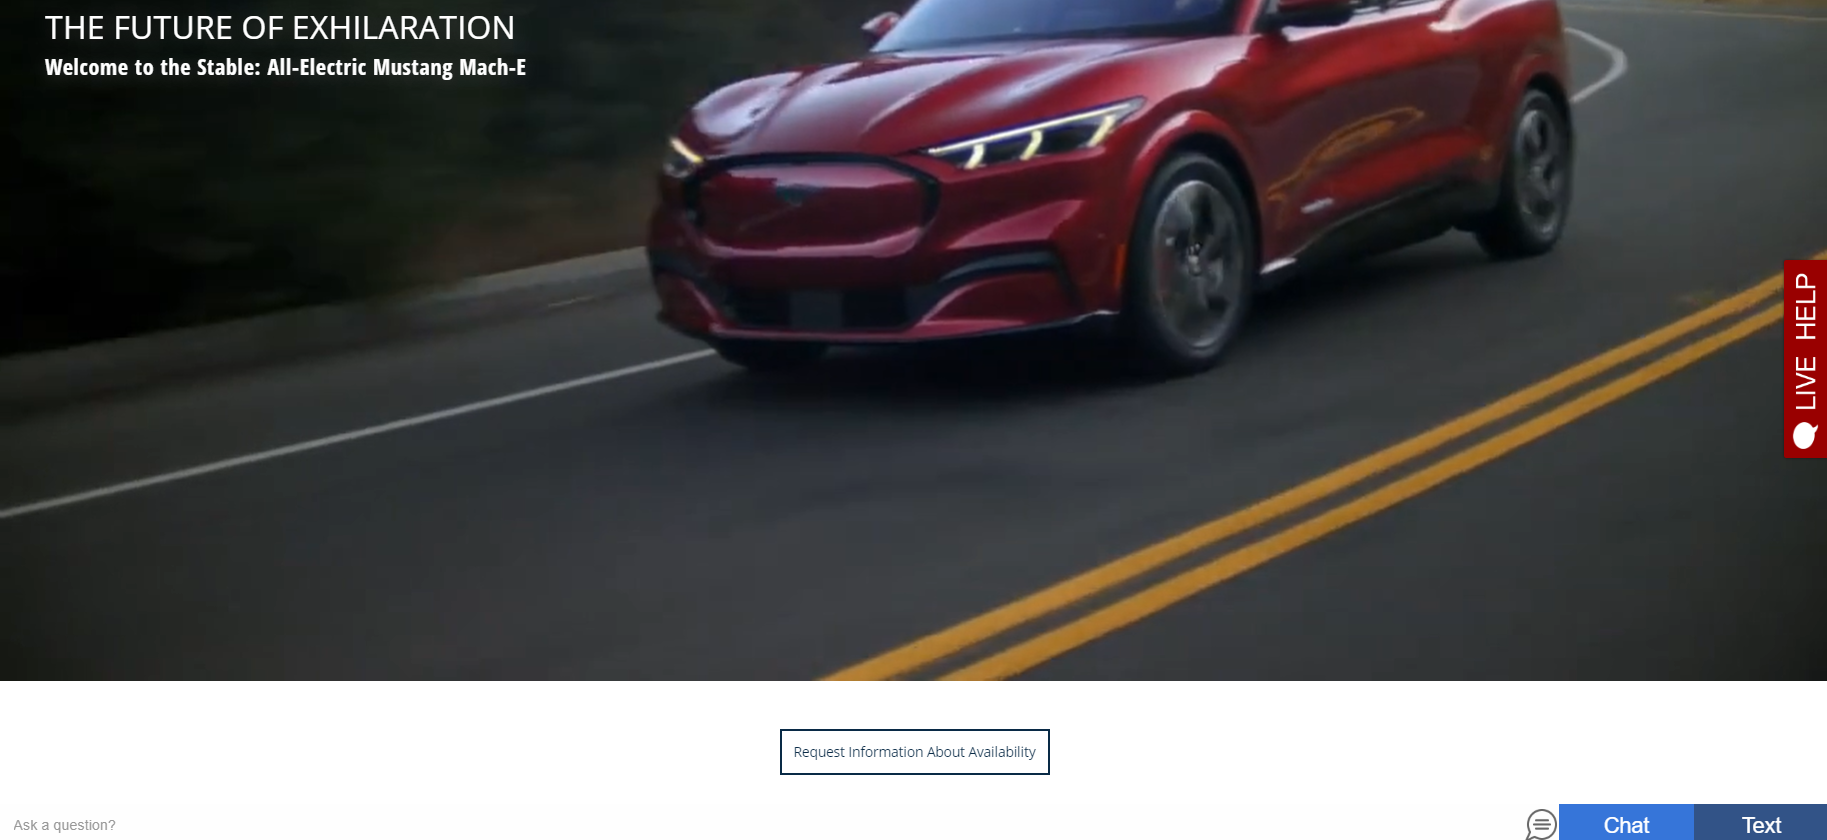 THE FUTURE OF EXHILARATION
Welcome to the Stable: All-Electric Mustang Mach-E
LIVE HELP
Request Information About Availability
Ask a question?
Chat
Text